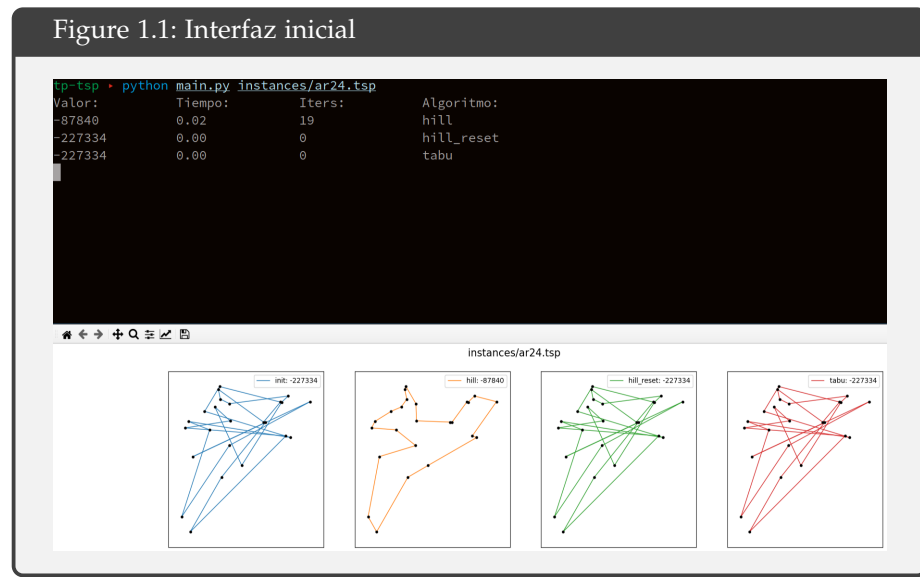 Figure 1.1: Interfaz inicial
tp-tsp ▸ python main.py instances/ar24.tsp
Valor: Tiempo: Iters: Algoritmo:
-87840 0.02 19 hill
-227334 0.00 0 hill_reset
-227334 0.00 0 tabu
instances/ar24.tsp
init: -227334
hill: -87840
hill_reset: -227334
tabu: -227334